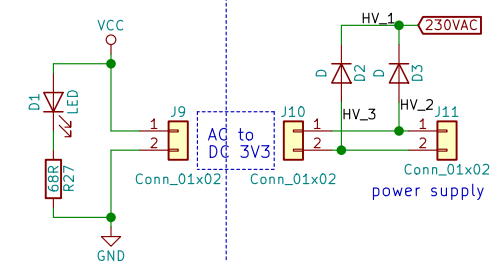 VCC
HV_1
230VAC
D1
LED
D
D2
D
D3
HV_3
HV_2
J9
J10
J11
1
2
AC to
DC 3V3
1
2
1
2
68R
R27
Conn_01x02
Conn_01x02
Conn_01x02
power supply
GND